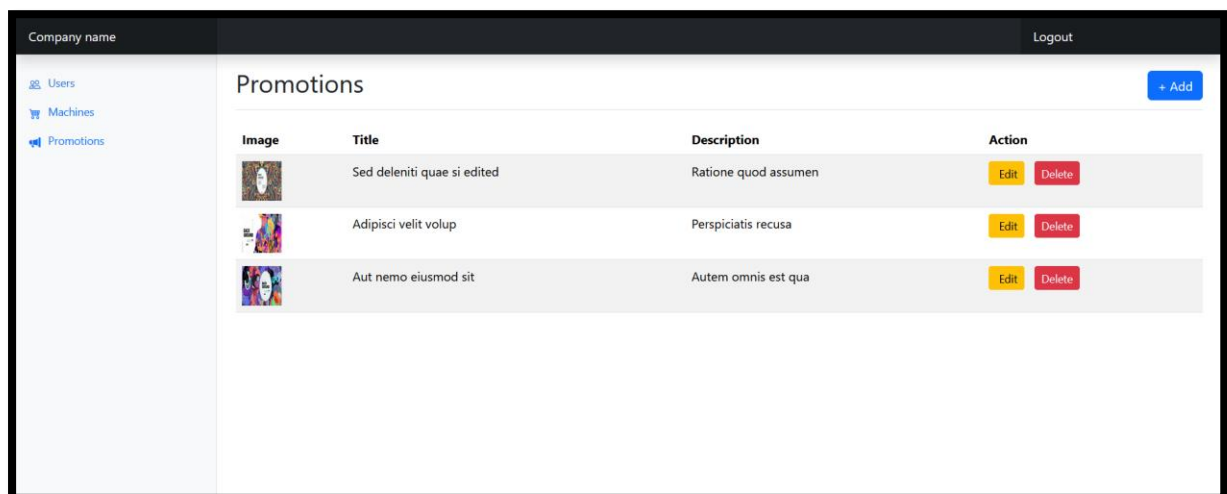 Company name
Logout
Users
Machines
Promotions
Promotions
+ Add
Image Title Description Action
Sed deleniti quae si edited Ratione quod assumen Edit Delete
Adipisci velit volup Perspiciatis recusa Edit Delete
Aut nemo eiusmod sit Autem omnis est qua Edit Delete